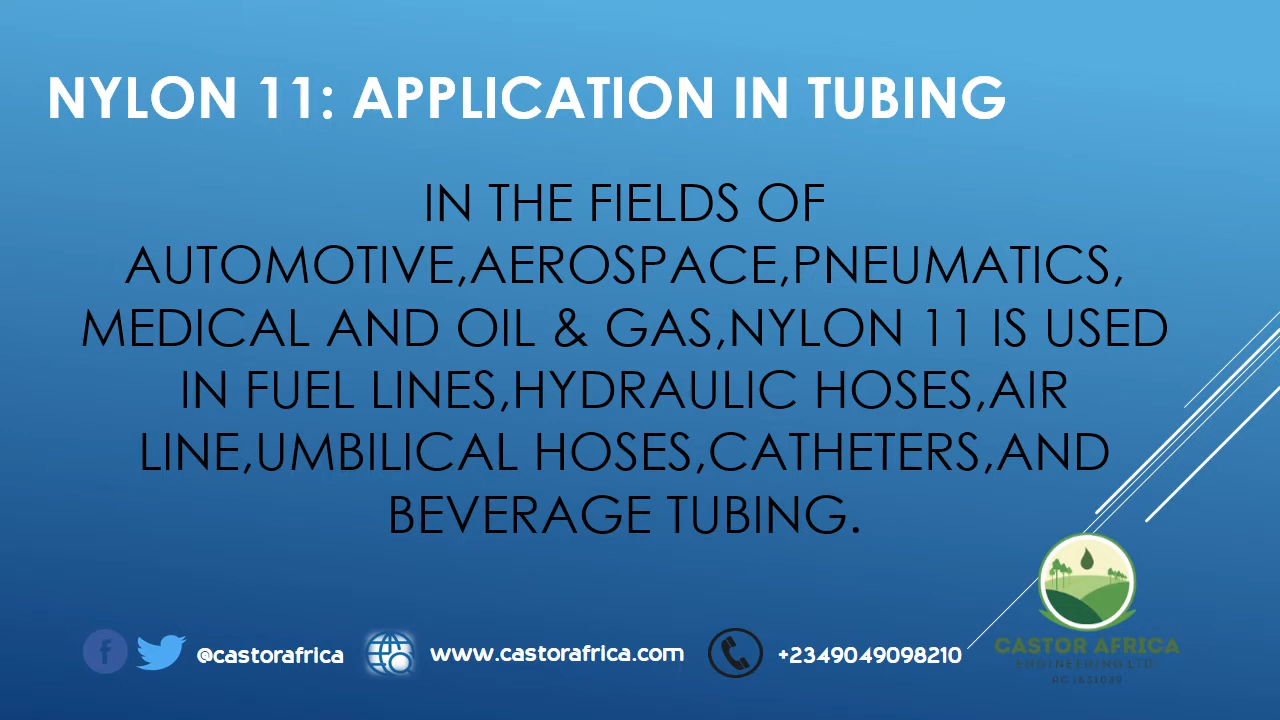 NYLON 11: APPLICATION IN TUBING
IN THE FIELDS OF
AUTOMOTIVE,AEROSPACE,PNEUMATICS,
MEDICAL AND OIL & GAS,NYLON 11 IS USED
IN FUEL LINES,HYDRAULIC HOSES,AIR
LINE,UMBILICAL HOSES,CATHETERS,AND
BEVERAGE TUBING.
@castorafrica
www.castorafrica.com
+2349049098210
CASTOR AFRICA
ENGINEERING LTD